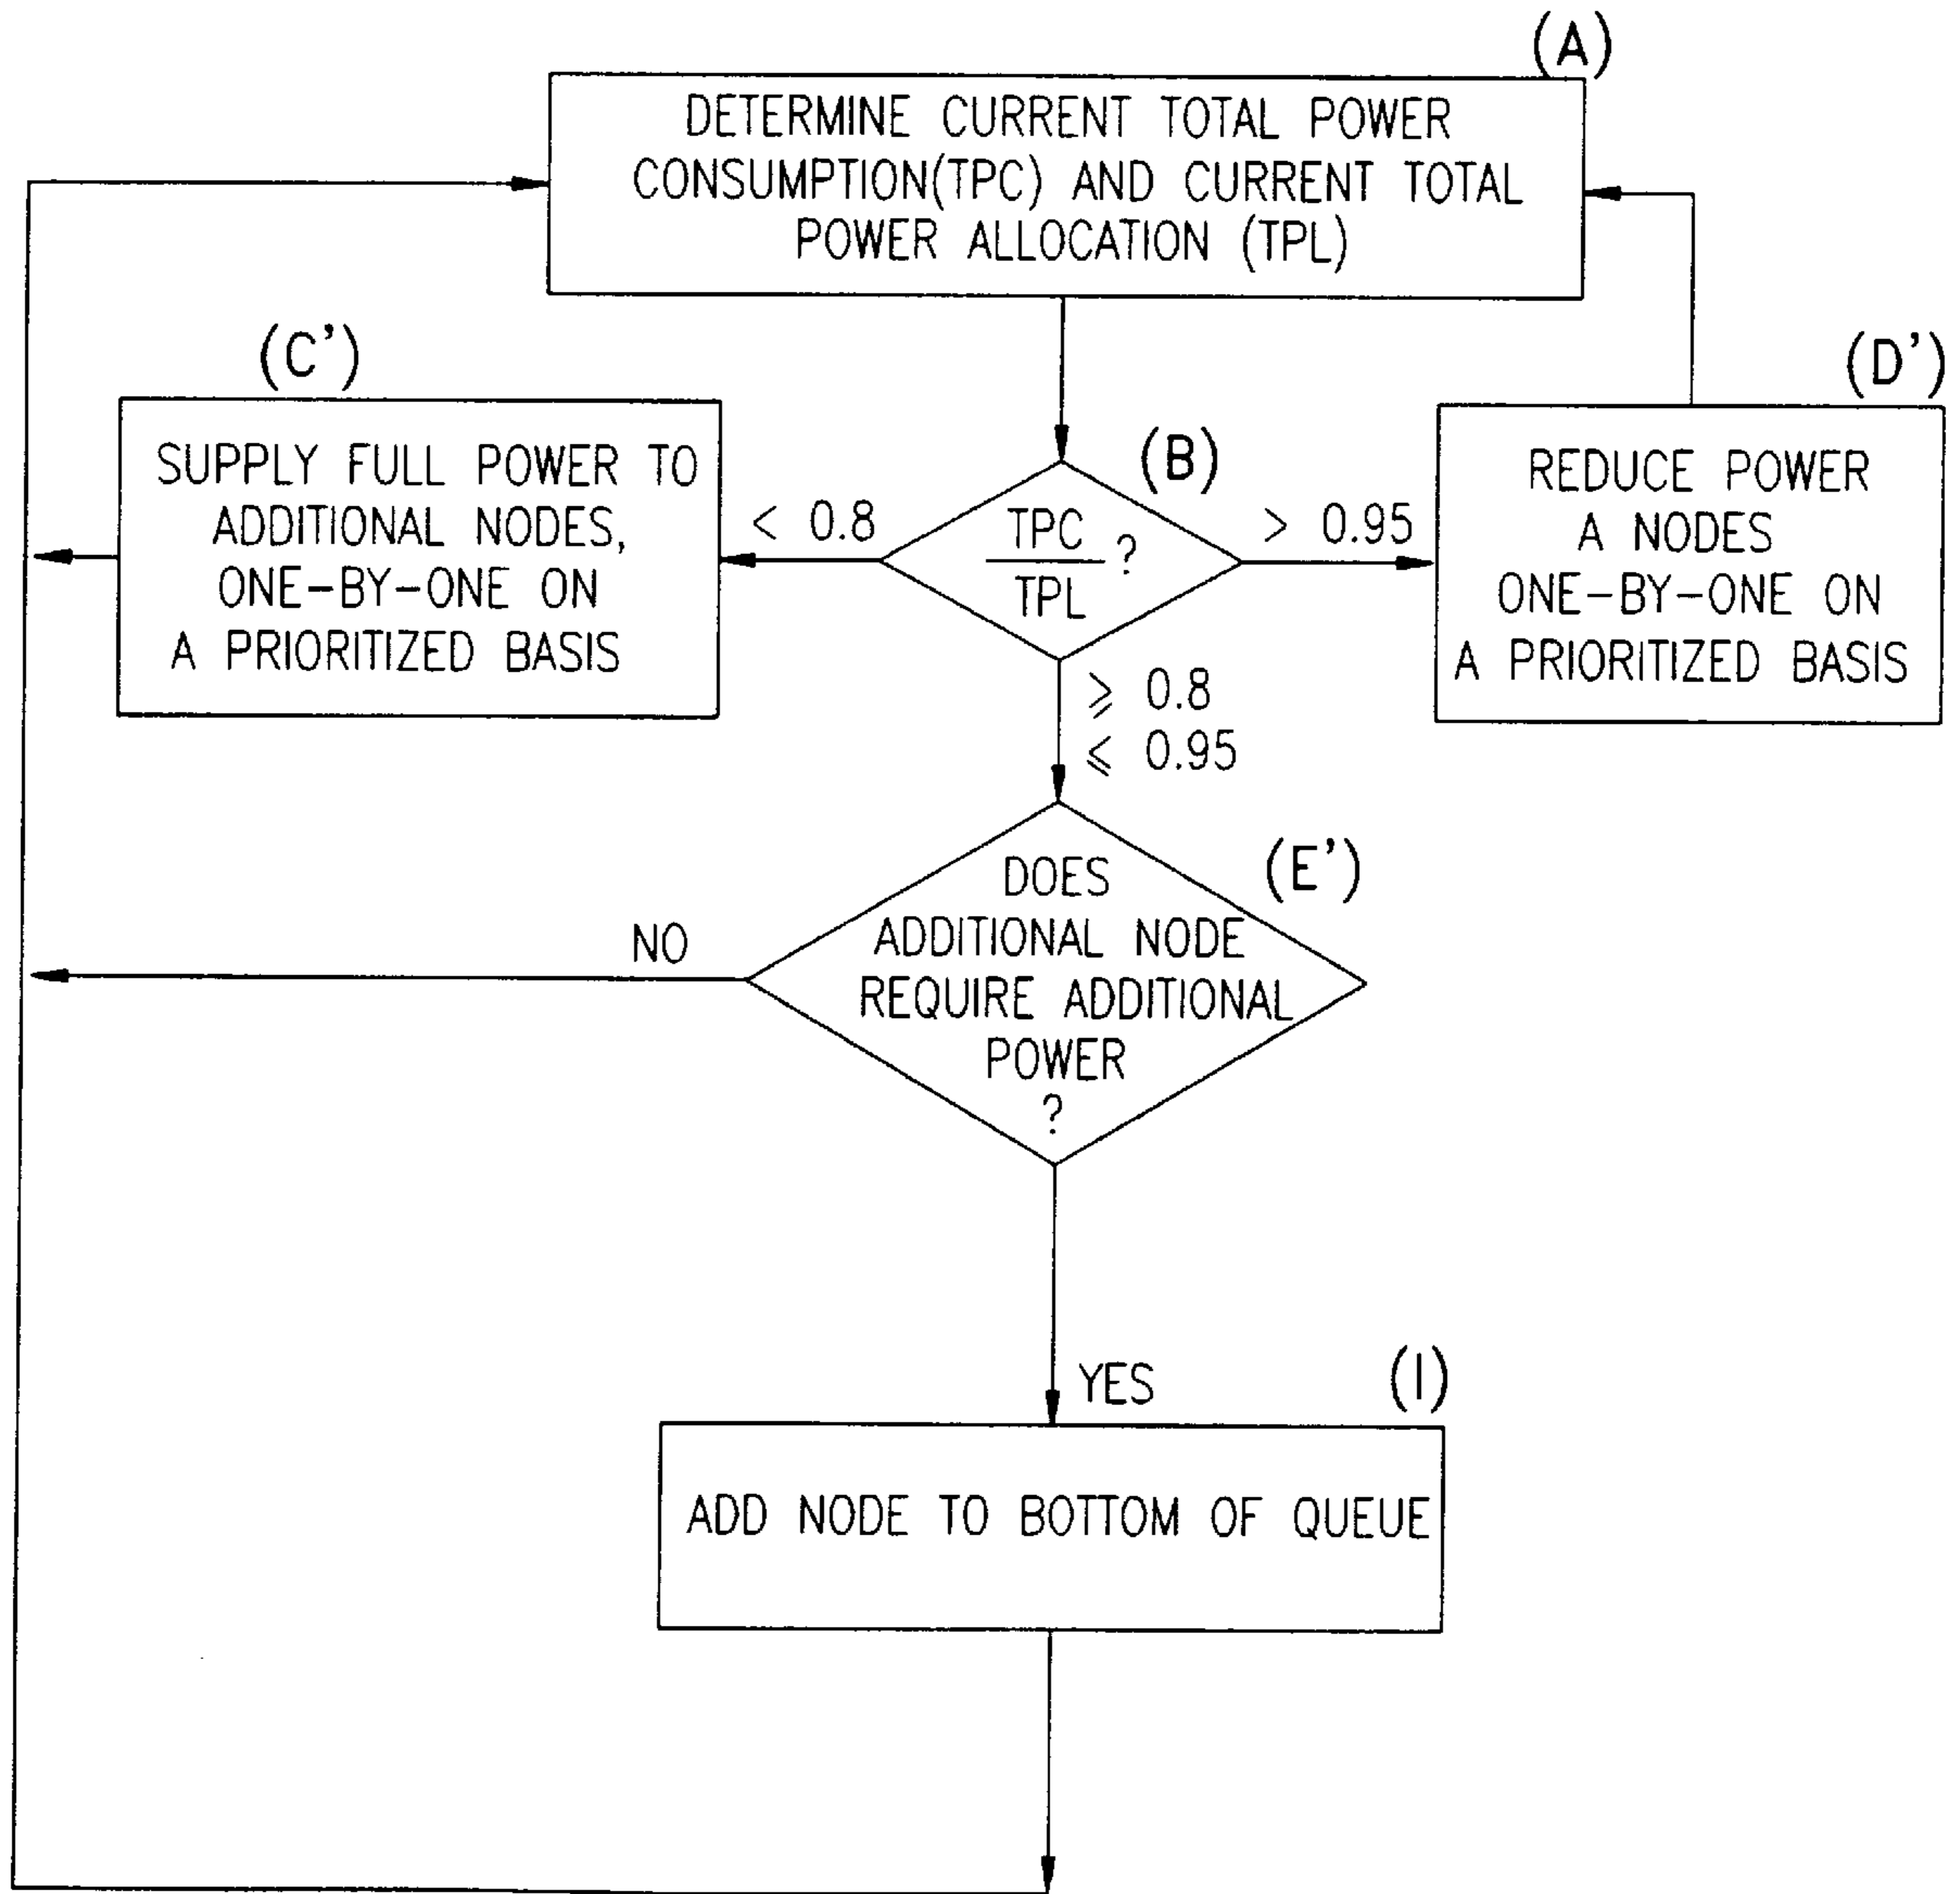 (A)
DETERMINE CURRENT TOTAL POWER
CONSUMPTION(TPC) AND CURRENT TOTAL
POWER ALLOCATION (TPL)
(C')
SUPPLY FULL POWER TO
ADDITIONAL NODES,
ONE-BY-ONE ON
A PRIORITIZED BASIS
< 0.8
(B)
TPC
?
TPL
> 0.95
(D')
REDUCE POWER
A NODES
ONE-BY-ONE ON
A PRIORITIZED BASIS
⩾ 0.8
⩽ 0.95
(E')
DOES
ADDITIONAL NODE
REQUIRE ADDITIONAL
POWER
?
NO
YES
(I)
ADD NODE TO BOTTOM OF QUEUE